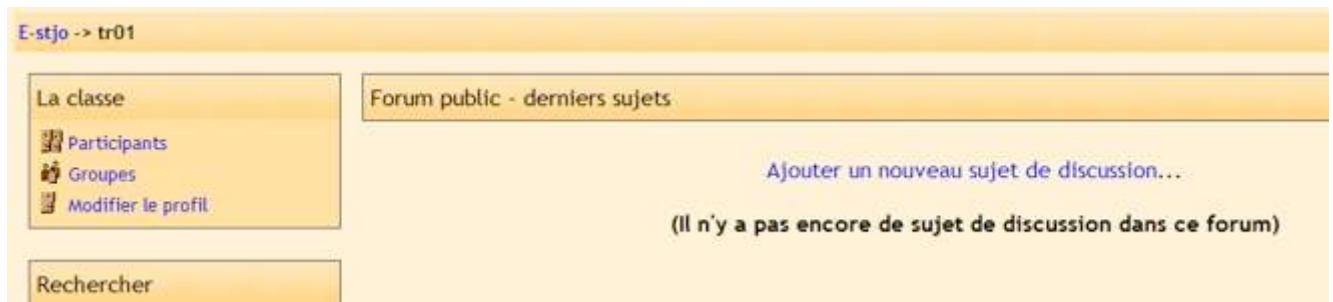 E-stjo -> tr01
La classe
Participants
Groupes
Modifier le profil
Rechercher
Forum public - derniers sujets
Ajouter un nouveau sujet de discussion...
(Il n'y a pas encore de sujet de discussion dans ce forum)